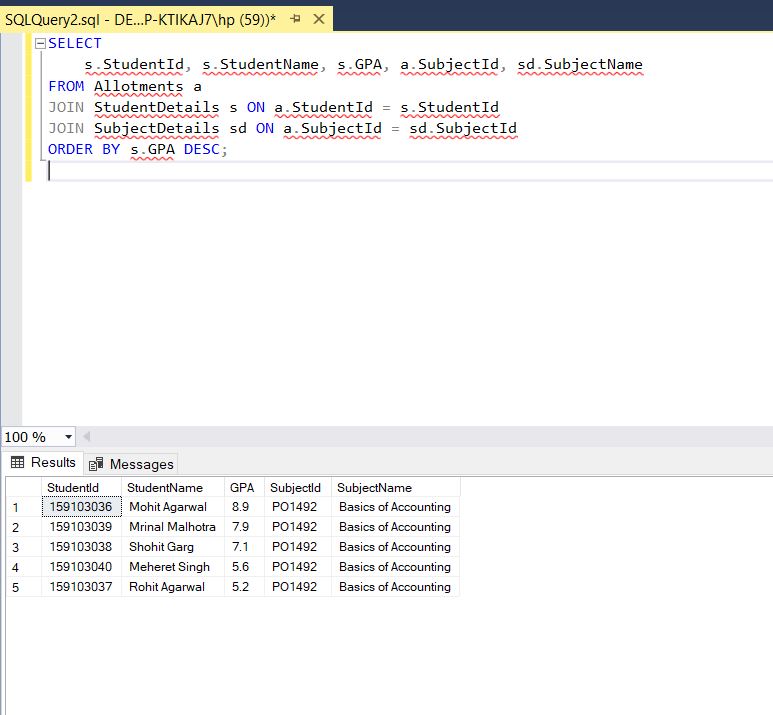 SQLQuery2.sql - DE...P-KTIKAJ7\hp (59))*
SELECT
s.StudentId, s.StudentName, s.GPA, a.SubjectId, sd.SubjectName
FROM Allotments a
JOIN StudentDetails s ON a.StudentId = s.StudentId
JOIN SubjectDetails sd ON a.SubjectId = sd.SubjectId
ORDER BY s.GPA DESC;
100 %
Results Messages
StudentId StudentName GPA SubjectId SubjectName
1 159103036 Mohit Agarwal 8.9 PO1492 Basics of Accounting
2 159103039 Mrinal Malhotra 7.9 PO1492 Basics of Accounting
3 159103038 Shohit Garg 7.1 PO1492 Basics of Accounting
4 159103040 Meheret Singh 5.6 PO1492 Basics of Accounting
5 159103037 Rohit Agarwal 5.2 PO1492 Basics of Accounting